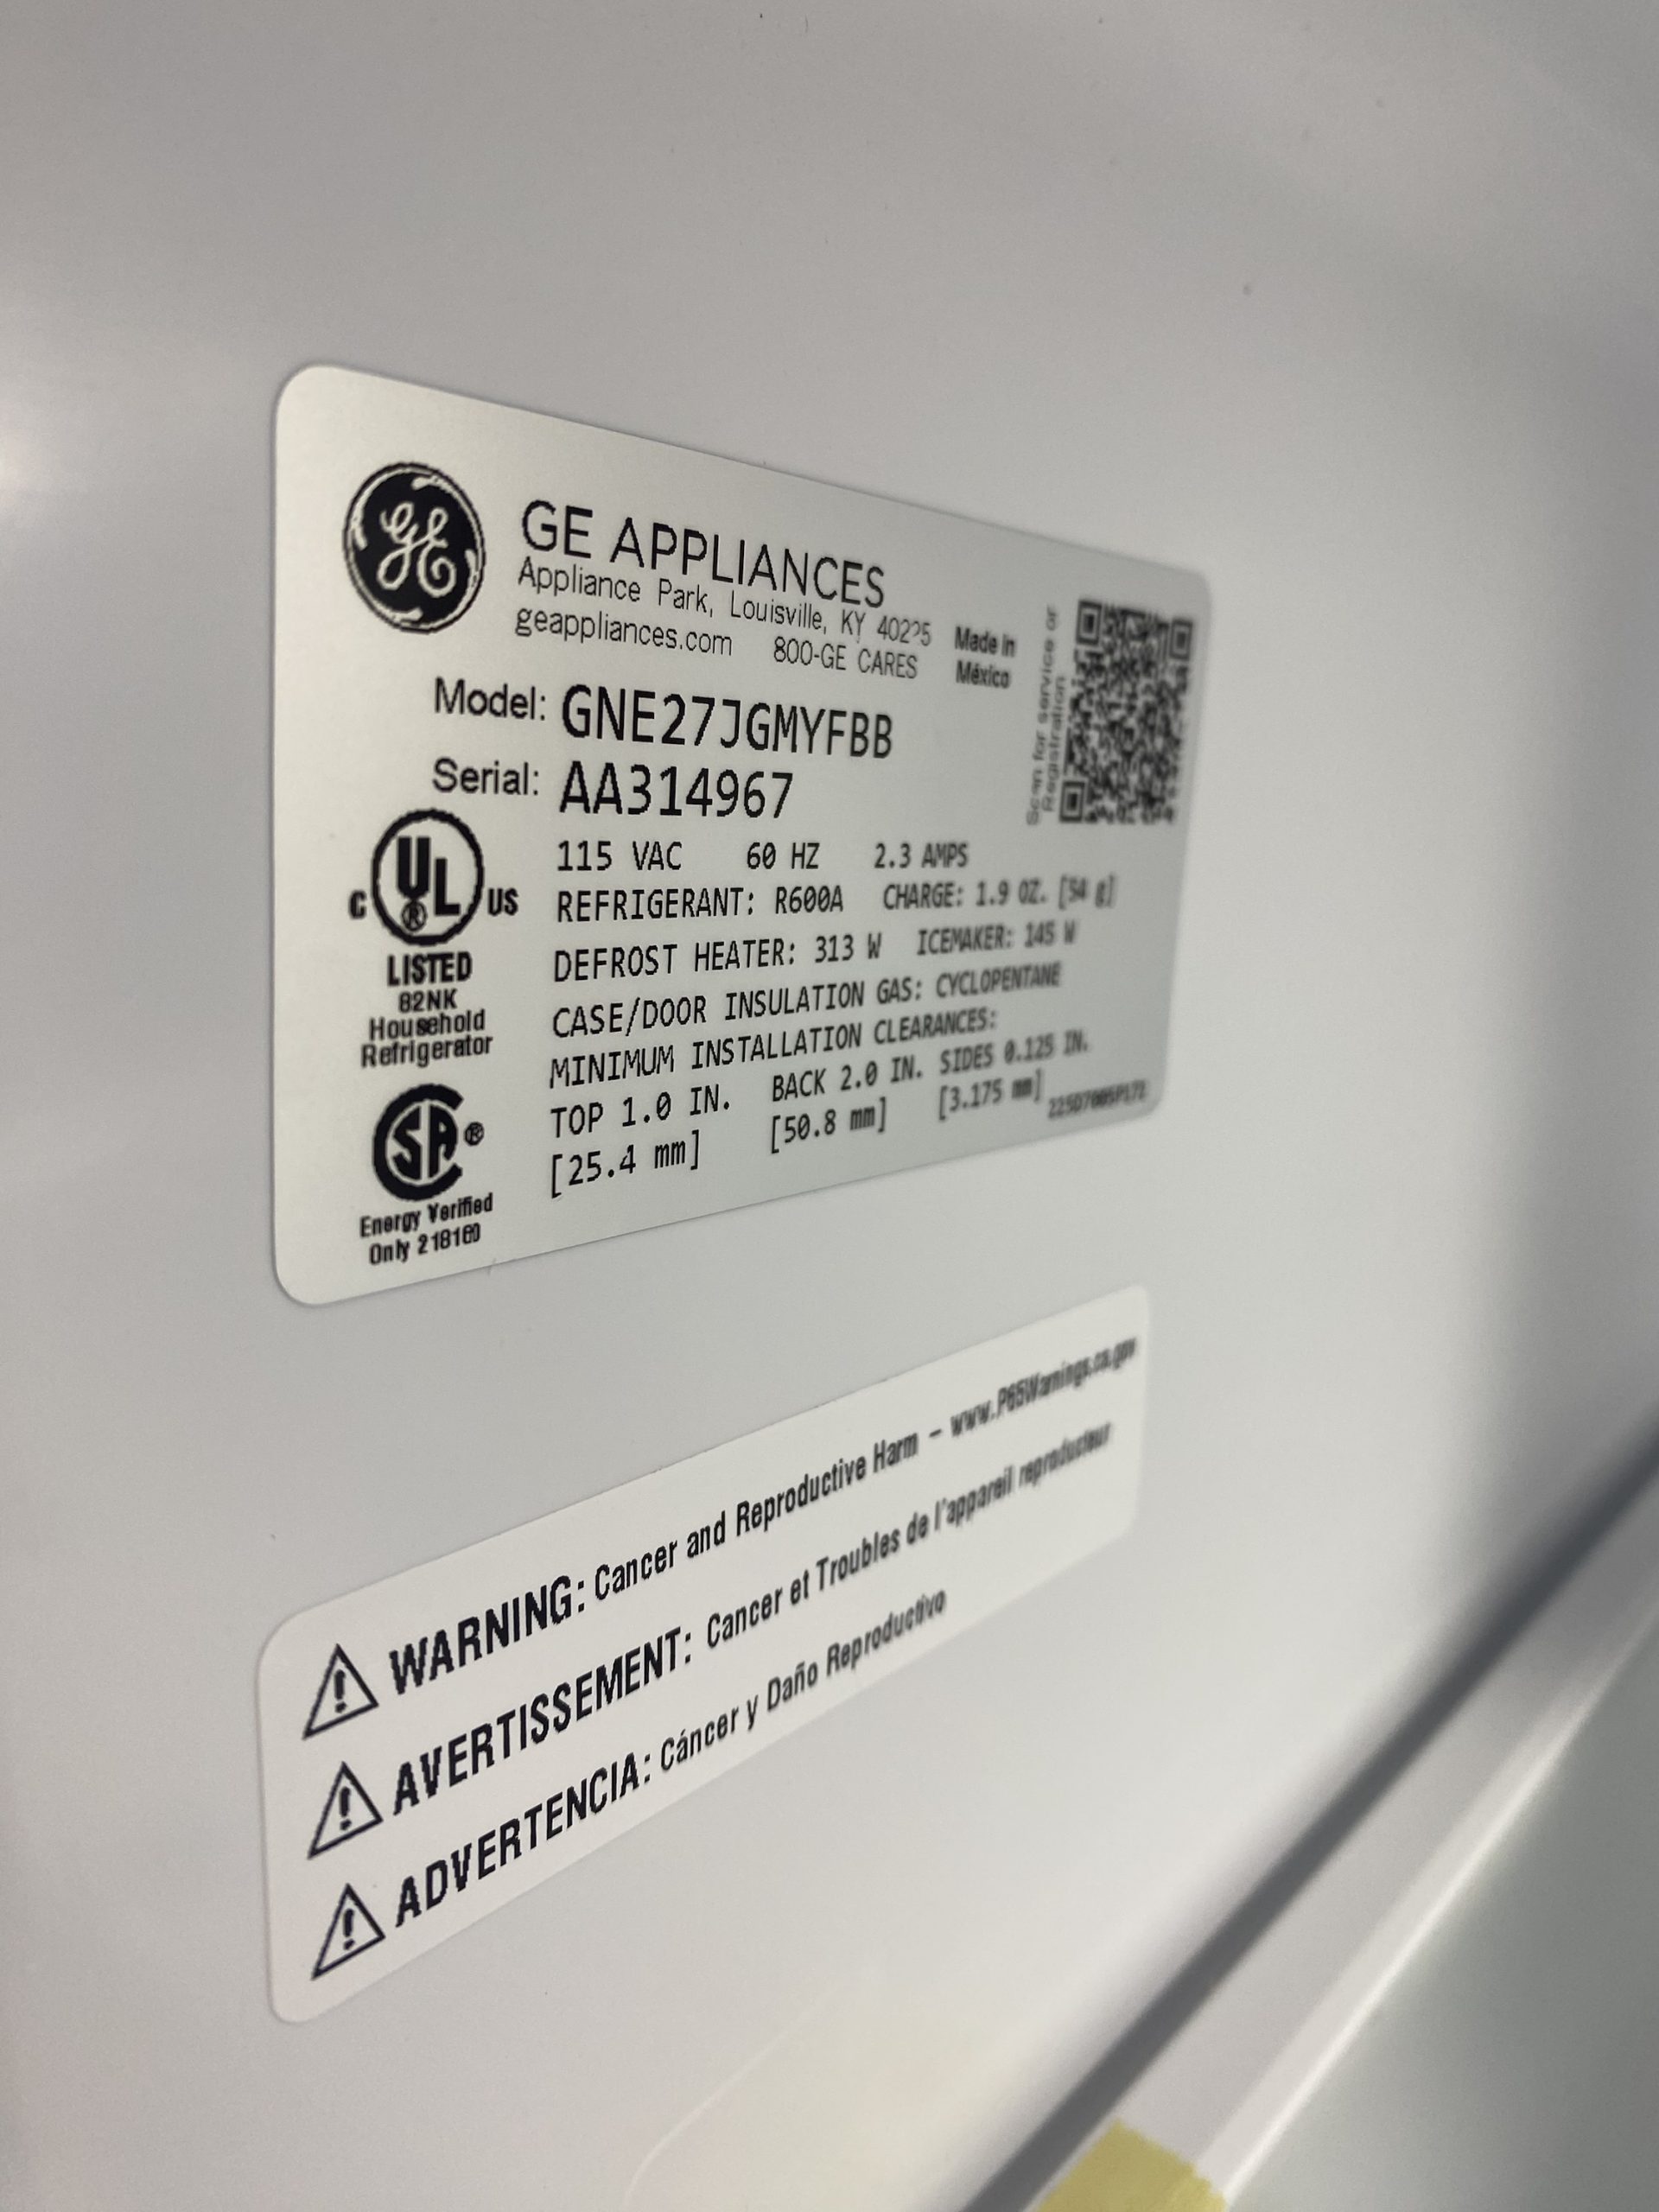 GE
GE APPLIANCES
Appliance Park, Louisville, KY 40225
geappliances.com 800-GE CARES
Made in
México
Scan for service or
Registration
Model: GNE27JGMYFBB
Serial: AA314967
115 VAC 60 HZ 2.3 AMPS
REFRIGERANT: R600A CHARGE: 1.9 OZ. [54 g]
DEFROST HEATER: 313 W ICEMAKER: 145 W
CASE/DOOR INSULATION GAS: CYCLOPENTANE
MINIMUM INSTALLATION CLEARANCES:
TOP 1.0 IN. BACK 2.0 IN. SIDES 0.125 IN.
[25.4 mm] [50.8 mm] [3.175 mm]
C UL ® US
LISTED
82NK
Household
Refrigerator
SA ®
Energy Verified
Only 218160
WARNING: Cancer and Reproductive Harm – www.P65Warnings.ca.gov
AVERTISSEMENT: Cancer et Troubles de l'appareil reproducteur
ADVERTENCIA: Cáncer y Daño Reproductivo